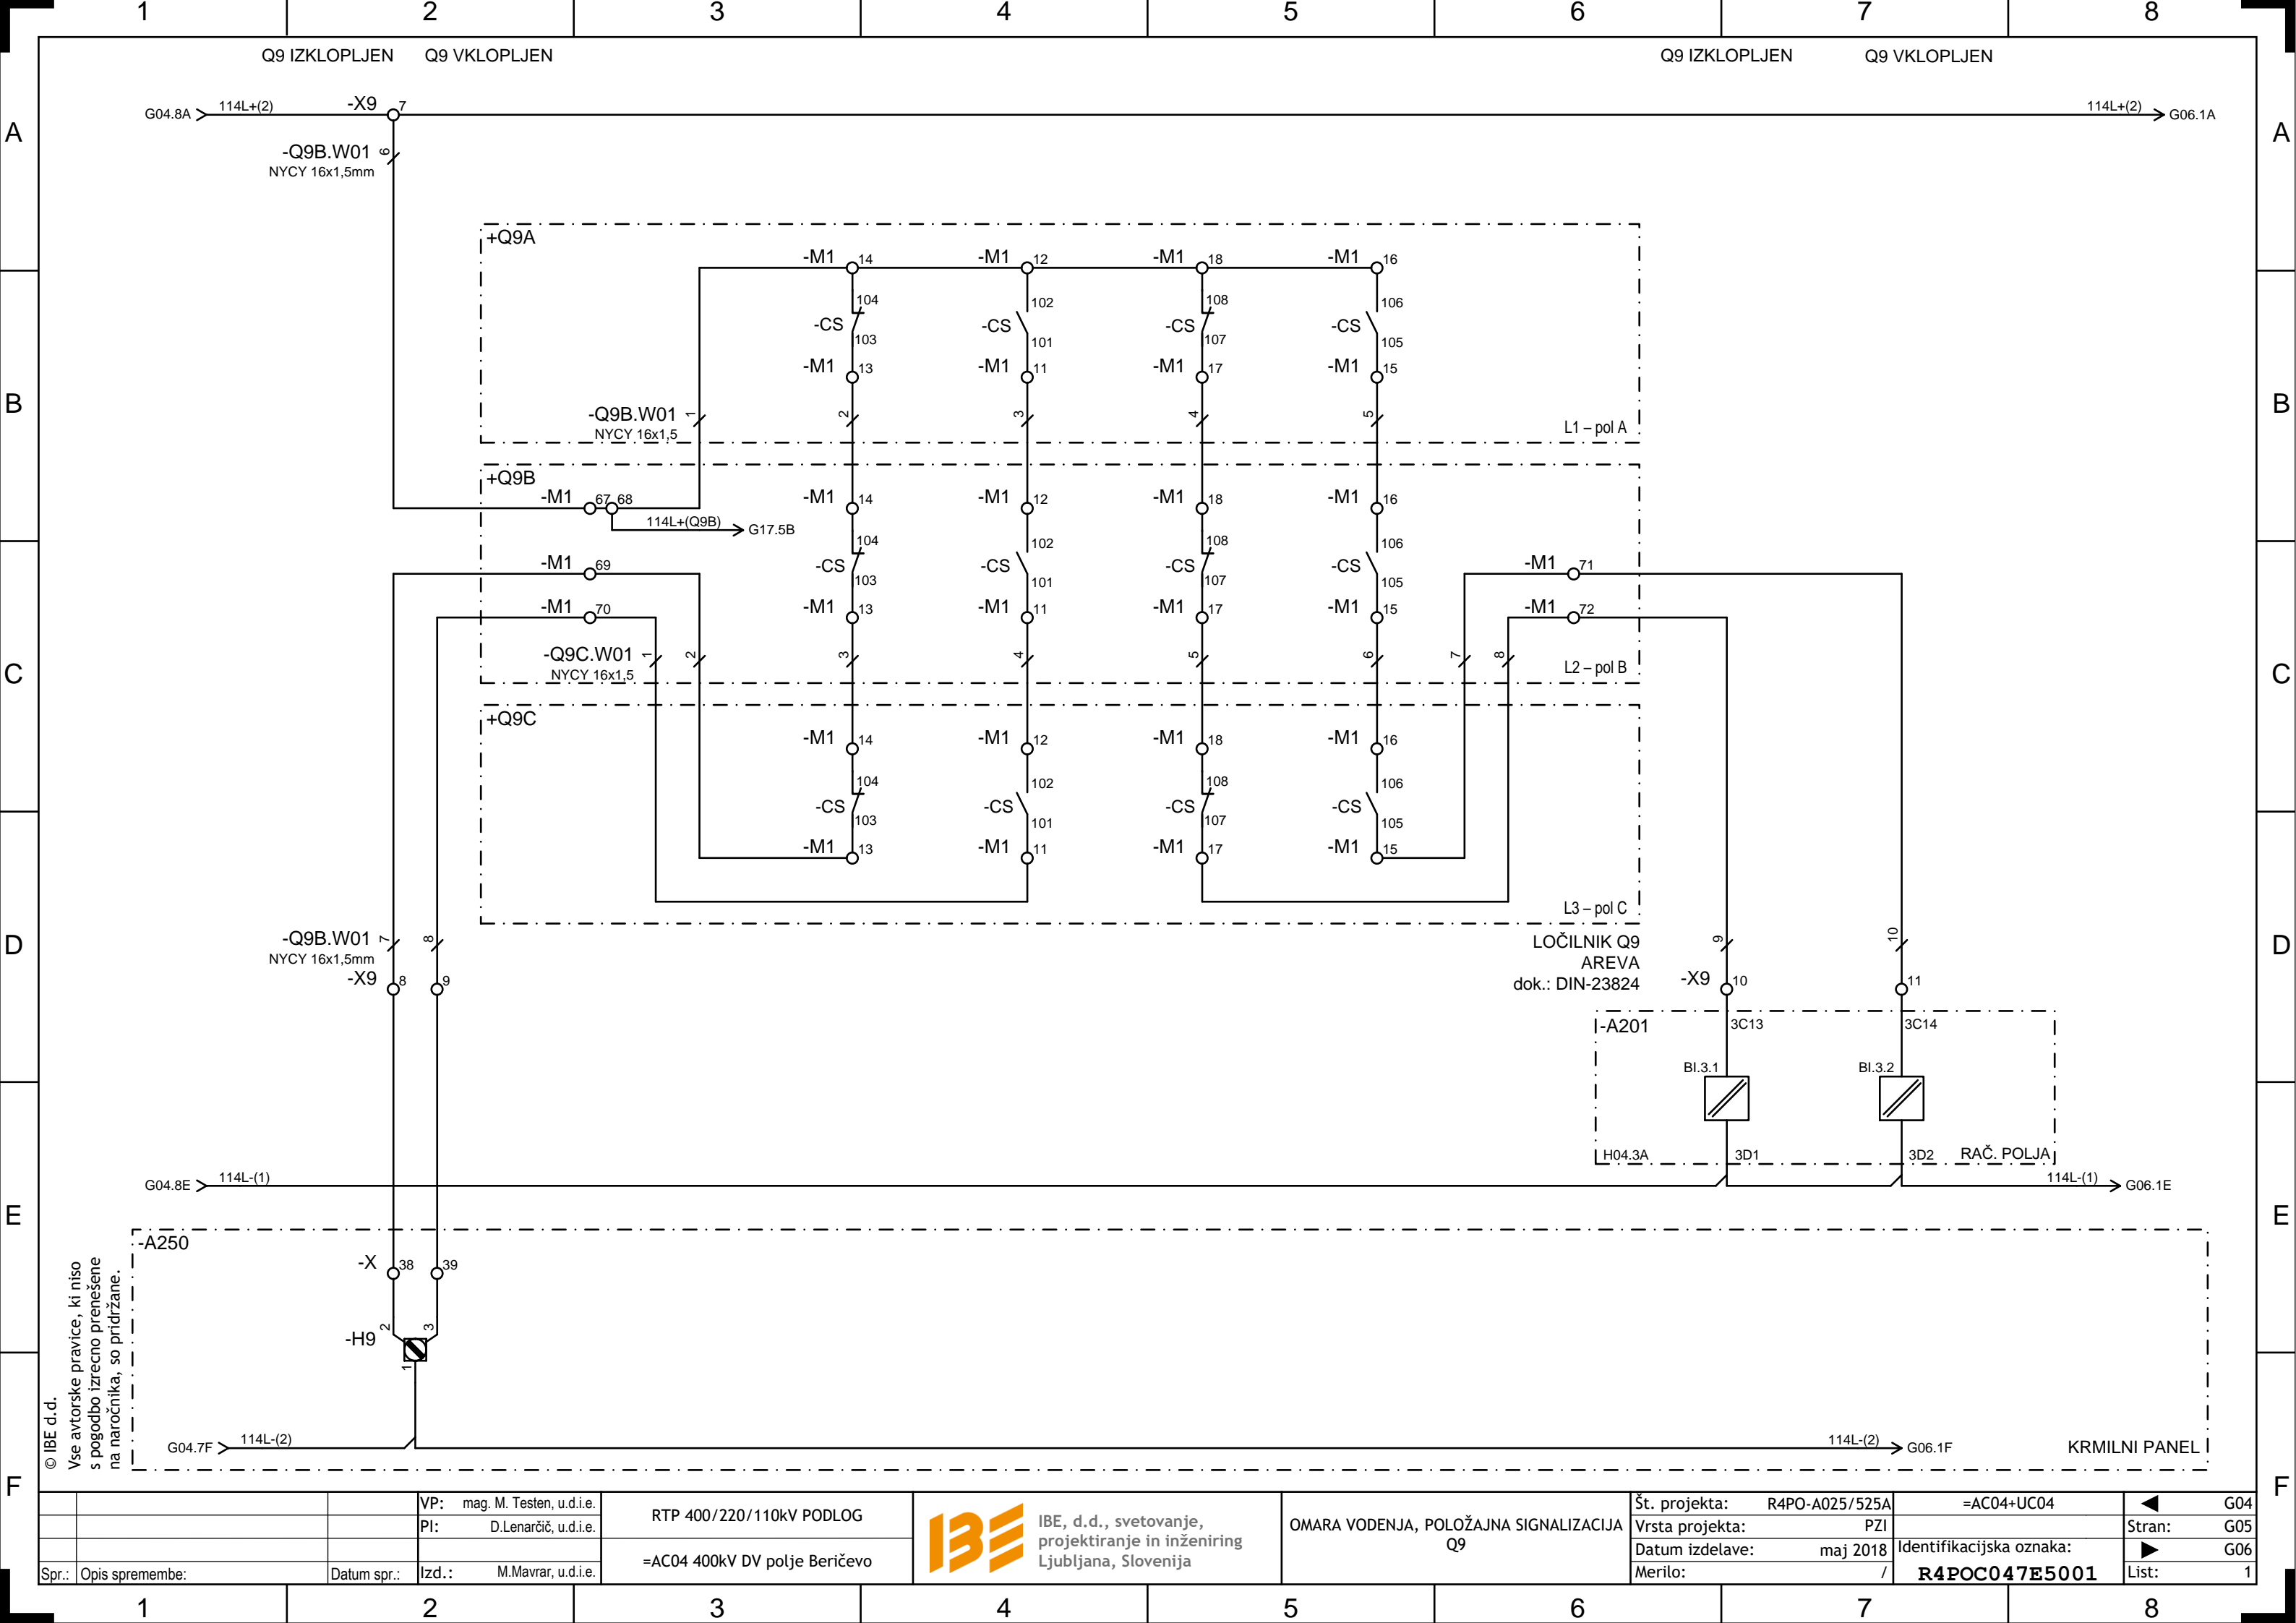 1 2 3 4 5 6 7 8
Q9 IZKLOPLJEN Q9 VKLOPLJEN Q9 IZKLOPLJEN Q9 VKLOPLJEN
A A
G04.8A 114L+(2) -X9 7 114L+(2) G06.1A
-Q9B.W01 6
NYCY 16x1,5mm
+Q9A
-M1 14 -M1 12 -M1 18 -M1 16
104 102 108 106
-CS -CS -CS -CS
103 101 107 105
-M1 13 -M1 11 -M1 17 -M1 15
B B
-Q9B.W01 1 2 3 4 5
NYCY 16x1,5 L1 – pol A
+Q9B
-M1 67 68 -M1 14 -M1 12 -M1 18 -M1 16
114L+(Q9B) G17.5B
104 102 108 106
-M1 69 -CS -CS -CS -CS -M1 71
103 101 107 105
-M1 70 -M1 13 -M1 11 -M1 17 -M1 15 -M1 72
-Q9C.W01 1 2 3 4 5 6 7 8
NYCY 16x1,5 L2 – pol B
C C
+Q9C
-M1 14 -M1 12 -M1 18 -M1 16
104 102 108 106
-CS -CS -CS -CS
103 101 107 105
-M1 13 -M1 11 -M1 17 -M1 15
L3 – pol C
D D
-Q9B.W01 7 8 LOČILNIK Q9 9 10
NYCY 16x1,5mm AREVA
-X9 8 9 dok.: DIN-23824 -X9 10 11
-A201 3C13 3C14
BI.3.1 BI.3.2
H04.3A 3D1 3D2 RAČ. POLJA
G04.8E 114L-(1) 114L-(1) G06.1E
E E
-A250
-X 38 39
-H9 2 3
1
G04.7F 114L-(2) 114L-(2) G06.1F KRMILNI PANEL
© IBE d.d.
Vse avtorske pravice, ki niso
s pogodbo izrecno prenešene
na naročnika, so pridržane.
F F
VP: mag. M. Testen, u.d.i.e.
PI: D.Lenarčič, u.d.i.e.
Spr.: Opis spremembe: Datum spr.: Izd.: M.Mavrar, u.d.i.e.
RTP 400/220/110kV PODLOG
=AC04 400kV DV polje Beričevo
IBE
IBE, d.d., svetovanje,
projektiranje in inženiring
Ljubljana, Slovenija
OMARA VODENJA, POLOŽAJNA SIGNALIZACIJA
Q9
Št. projekta: R4PO-A025/525A =AC04+UC04 G04
Vrsta projekta: PZI Stran: G05
Datum izdelave: maj 2018 Identifikacijska oznaka: G06
Merilo: / R4POC047E5001 List: 1
1 2 3 4 5 6 7 8